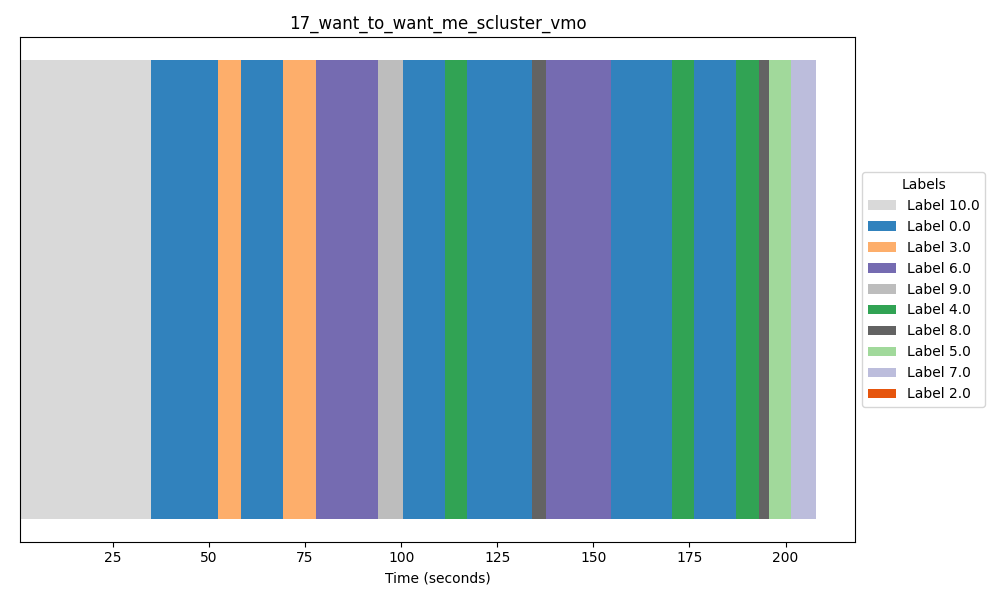 17_want_to_want_me_scluster_vmo
Labels
Label 10.0
Label 0.0
Label 3.0
Label 6.0
Label 9.0
Label 4.0
Label 8.0
Label 5.0
Label 7.0
Label 2.0
25 50 75 100 125 150 175 200
Time (seconds)